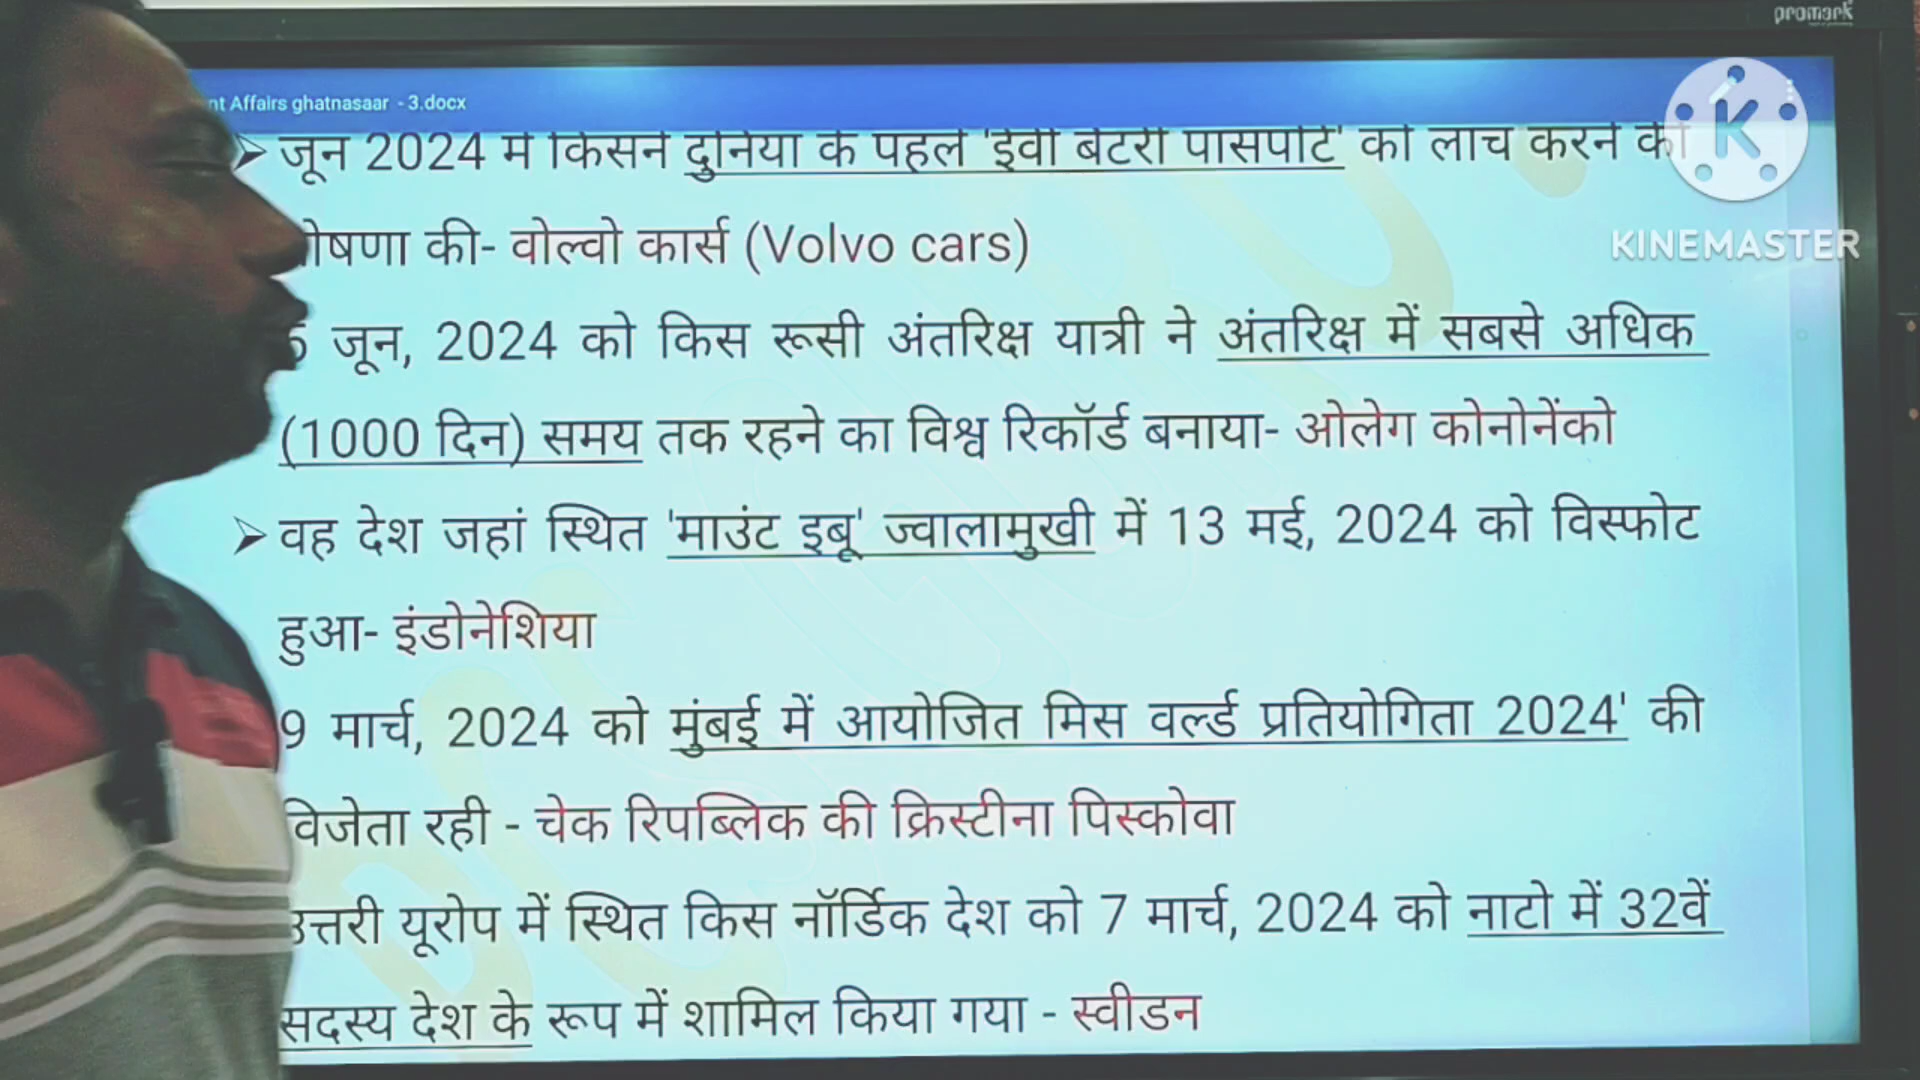 promark
nt Affairs ghatnasaar - 3.docx
➤ जून 2024 में किसने दुनिया के पहले 'ईवी बैटरी पासपोर्ट' को लांच करने की
ोषणा की- वोल्वो कार्स (Volvo cars)
KINEMASTER
5 जून, 2024 को किस रूसी अंतरिक्ष यात्री ने अंतरिक्ष में सबसे अधिक
(1000 दिन) समय तक रहने का विश्व रिकॉर्ड बनाया- ओलेग कोनोनेंको
➤ वह देश जहां स्थित 'माउंट इबू' ज्वालामुखी में 13 मई, 2024 को विस्फोट
हुआ- इंडोनेशिया
9 मार्च, 2024 को मुंबई में आयोजित मिस वर्ल्ड प्रतियोगिता 2024' की
विजेता रही - चेक रिपब्लिक की क्रिस्टीना पिस्कोवा
उत्तरी यूरोप में स्थित किस नॉर्डिक देश को 7 मार्च, 2024 को नाटो में 32वें
सदस्य देश के रूप में शामिल किया गया - स्वीडन